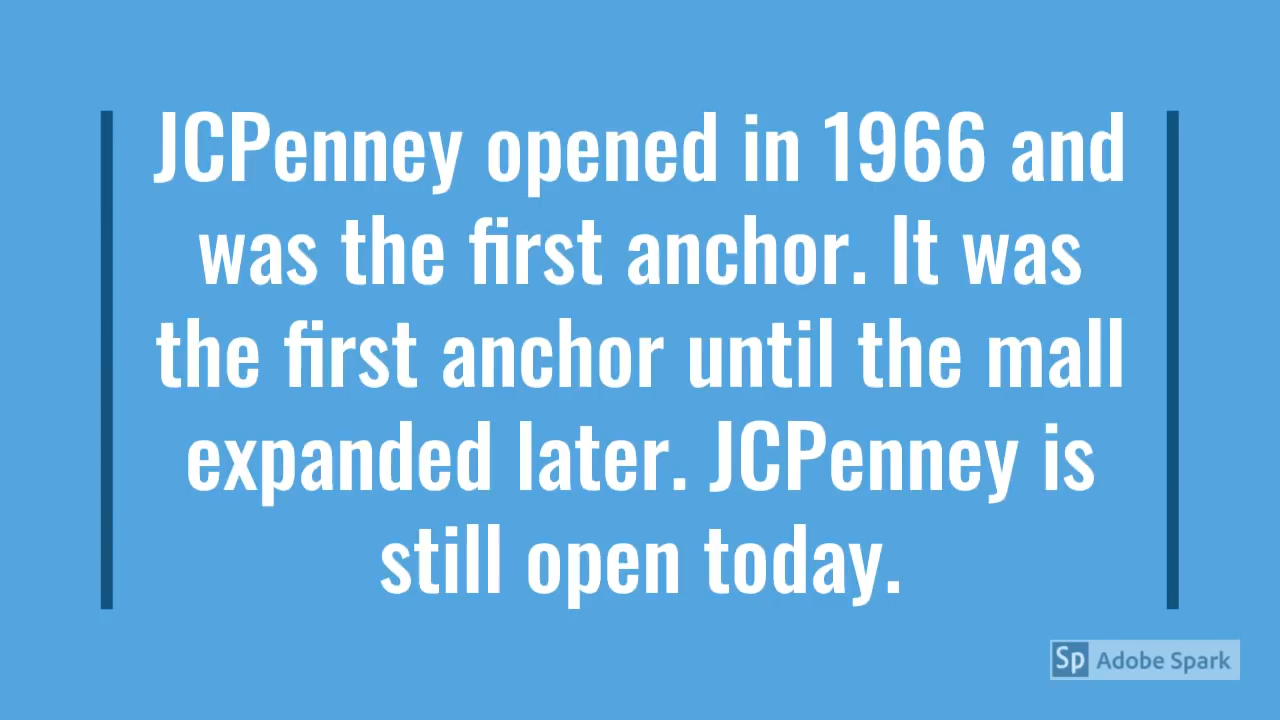 JCPenney opened in 1966 and
was the first anchor. It was
the first anchor until the mall
expanded later. JCPenney is
still open today.
Sp Adobe Spark